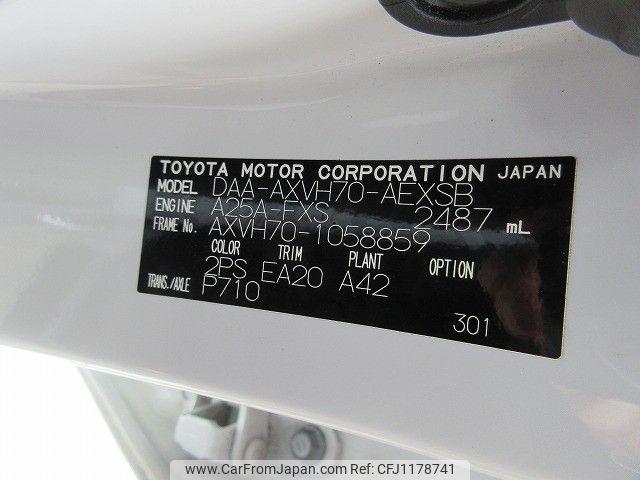 TOYOTA MOTOR CORPORATION JAPAN
MODEL DAA-AXVH70-AEXSB
ENGINE A25A-FXS 2487 mL
FRAME No. AXVH70-1058859
COLOR TRIM PLANT OPTION
2PS EA20 A42
TRANS./AXLE P710
301
www.CarFromJapan.com Ref No. CFJ1178741